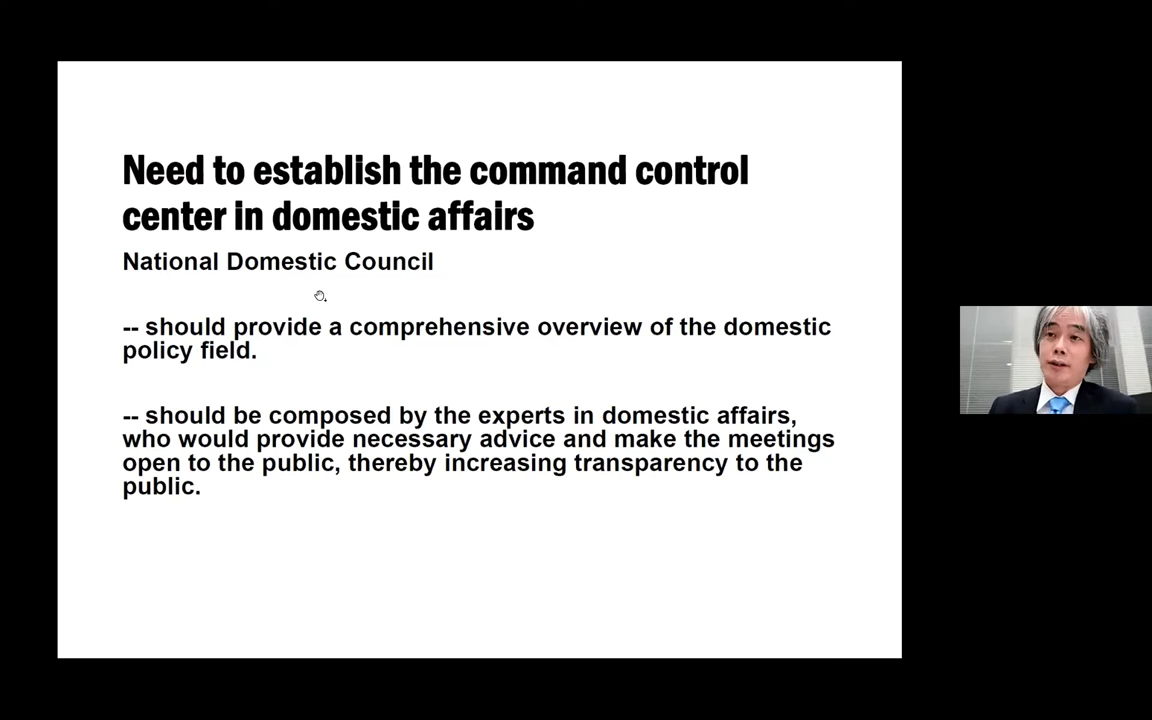 Need to establish the command control
center in domestic affairs
National Domestic Council
-- should provide a comprehensive overview of the domestic
policy field.
-- should be composed by the experts in domestic affairs,
who would provide necessary advice and make the meetings
open to the public, thereby increasing transparency to the
public.